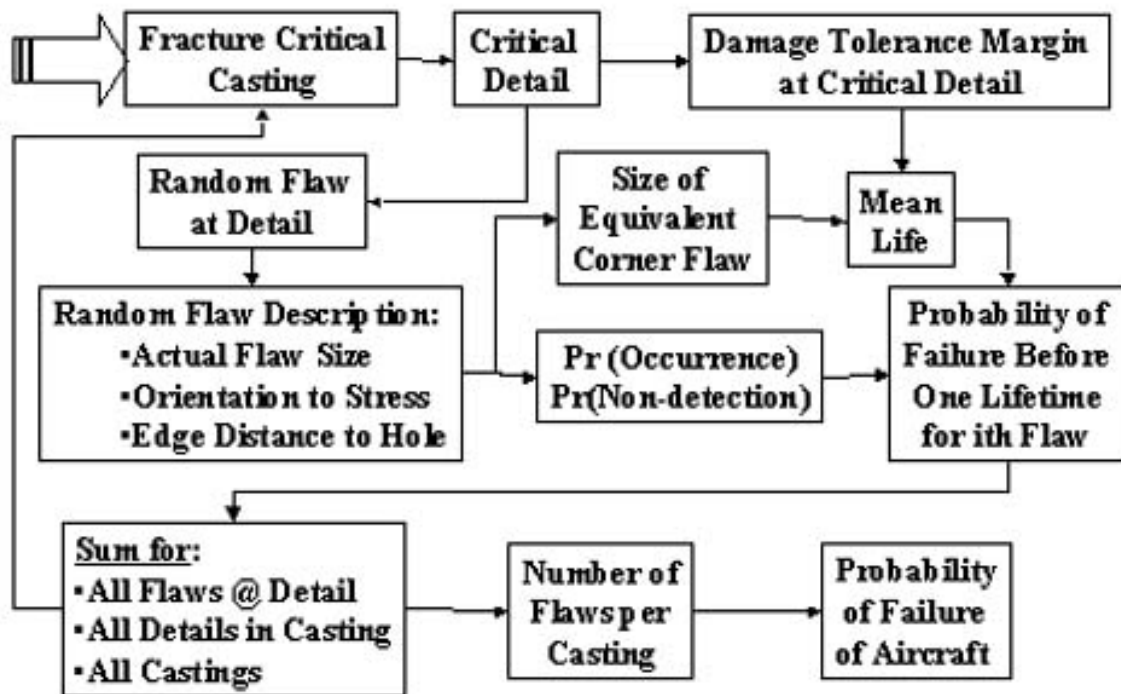 Fracture Critical
Casting
Critical
Detail
Damage Tolerance Margin
at Critical Detail
Random Flaw
at Detail
Size of
Equivalent
Corner Flaw
Mean
Life
Random Flaw Description:
▪Actual Flaw Size
▪Orientation to Stress
▪Edge Distance to Hole
Pr (Occurrence)
Pr(Non-detection)
Probability of
Failure Before
One Lifetime
for ith Flaw
Sum for:
▪All Flaws @ Detail
▪All Details in Casting
▪All Castings
Number of
Flaws per
Casting
Probability
of Failure
of Aircraft